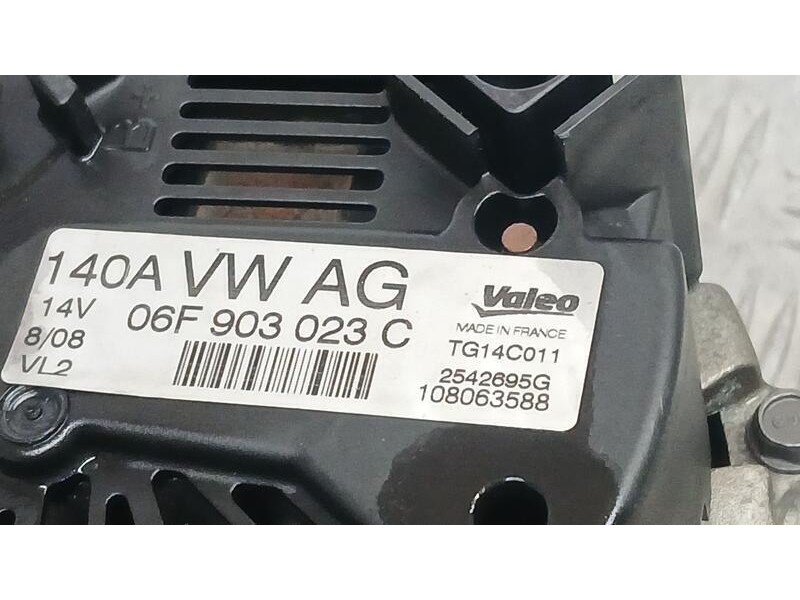 B+
140A VW AG
14V 06F 903 023 C
8/08
VL2
Valeo
MADE IN FRANCE
TG14C011
2542695G
108063588